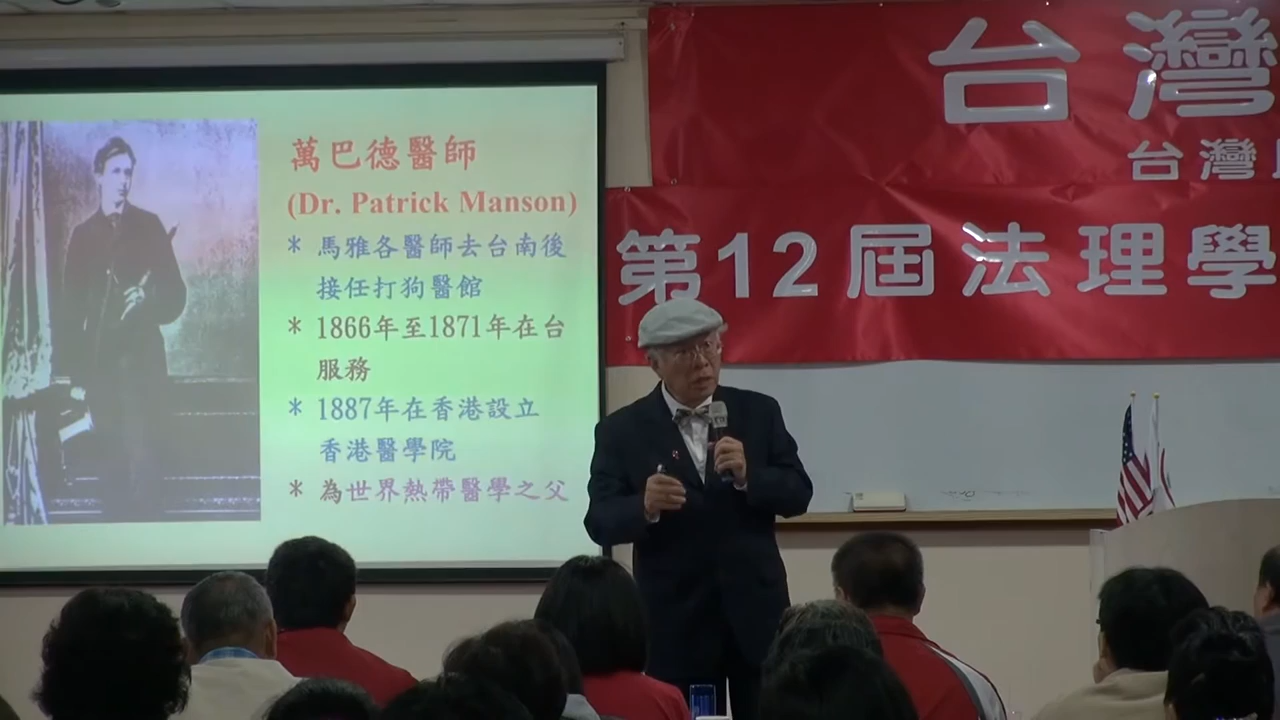 萬巴德醫師
(Dr. Patrick Manson)
* 馬雅各醫師去台南後
接任打狗醫館
* 1866年至1871年在台
服務
* 1887年在香港設立
香港醫學院
* 為世界熱帶醫學之父
台灣
台灣
第12屆法理學